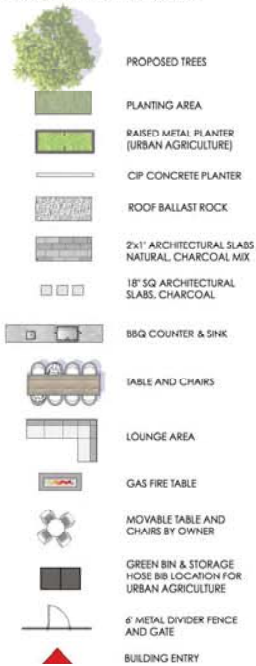 PROPOSED TREES
PLANTING AREA
RAISED METAL PLANTER
(URBAN AGRICULTURE)
CIP CONCRETE PLANTER
ROOF BALLAST ROCK
2'x1' ARCHITECTURAL SLABS
NATURAL, CHARCOAL MIX
18" SQ ARCHITECTURAL
SLABS, CHARCOAL
BBQ COUNTER & SINK
TABLE AND CHAIRS
LOUNGE AREA
GAS FIRE TABLE
MOVABLE TABLE AND
CHAIRS BY OWNER
GREEN BIN & STORAGE
HOSE BIB LOCATION FOR
URBAN AGRICULTURE
6' METAL DIVIDER FENCE
AND GATE
BUILDING ENTRY